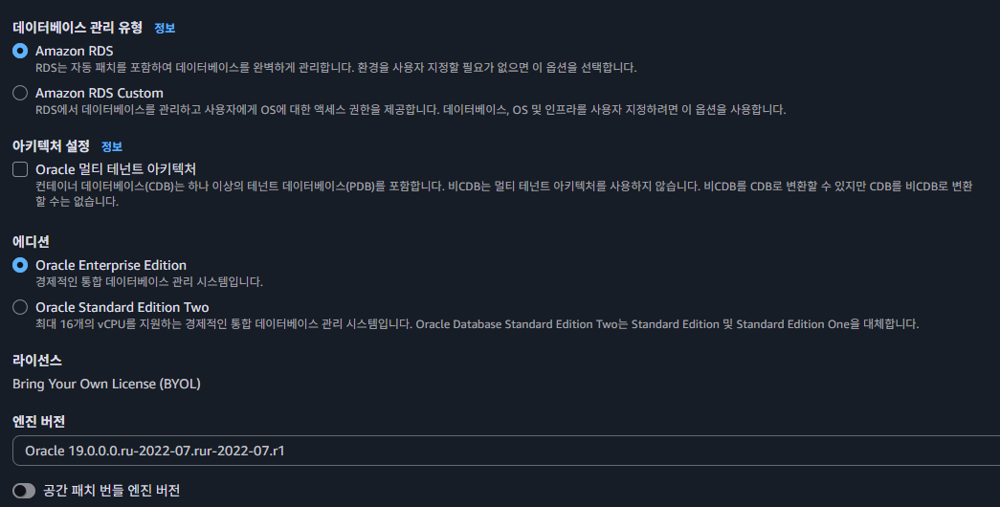 데이터베이스 관리 유형 정보
Amazon RDS
RDS는 자동 패치를 포함하여 데이터베이스를 완벽하게 관리합니다. 환경을 사용자 지정할 필요가 없으면 이 옵션을 선택합니다.
Amazon RDS Custom
RDS에서 데이터베이스를 관리하고 사용자에게 OS에 대한 액세스 권한을 제공합니다. 데이터베이스, OS 및 인프라를 사용자 지정하려면 이 옵션을 사용합니다.
아키텍처 설정 정보
Oracle 멀티 테넌트 아키텍처
컨테이너 데이터베이스(CDB)는 하나 이상의 테넌트 데이터베이스(PDB)를 포함합니다. 비CDB는 멀티 테넌트 아키텍처를 사용하지 않습니다. 비CDB를 CDB로 변환할 수 있지만 CDB를 비CDB로 변환
할 수는 없습니다.
에디션
Oracle Enterprise Edition
경제적인 통합 데이터베이스 관리 시스템입니다.
Oracle Standard Edition Two
최대 16개의 vCPU를 지원하는 경제적인 통합 데이터베이스 관리 시스템입니다. Oracle Database Standard Edition Two는 Standard Edition 및 Standard Edition One을 대체합니다.
라이선스
Bring Your Own License (BYOL)
엔진 버전
Oracle 19.0.0.0.ru-2022-07.rur-2022-07.r1
공간 패치 번들 엔진 버전